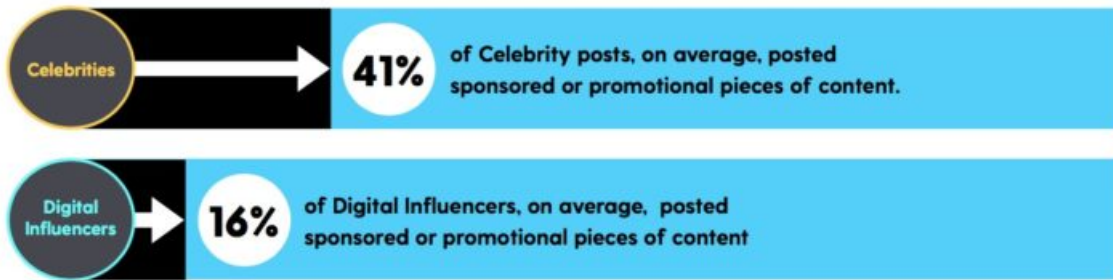 Celebrities
41%
of Celebrity posts, on average, posted
sponsored or promotional pieces of content.
Digital
Influencers
16%
of Digital Influencers, on average, posted
sponsored or promotional pieces of content